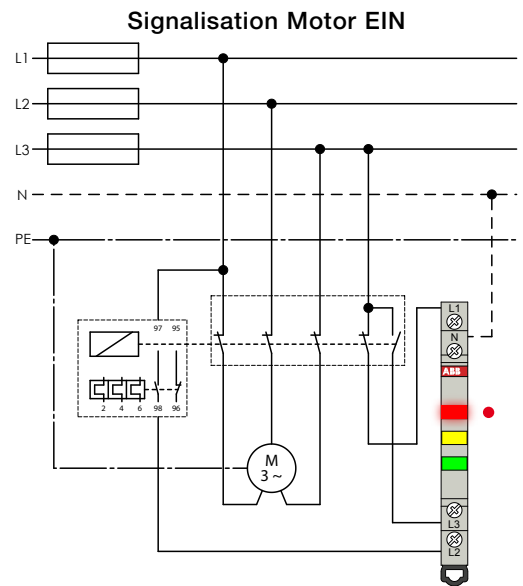 Signalisation Motor EIN
L1
L2
L3
N
PE
97 95
2 4 6 98 96
M
3 ~
L1
N
ABB
L3
L2